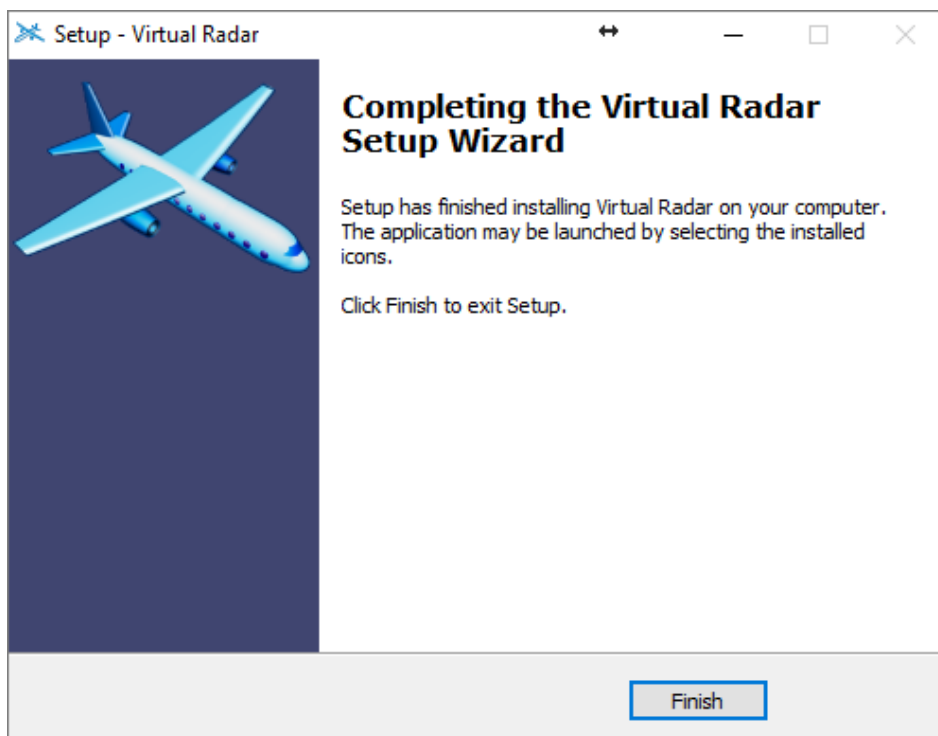 Setup - Virtual Radar
Completing the Virtual Radar
Setup Wizard
Setup has finished installing Virtual Radar on your computer.
The application may be launched by selecting the installed
icons.
Click Finish to exit Setup.
Finish